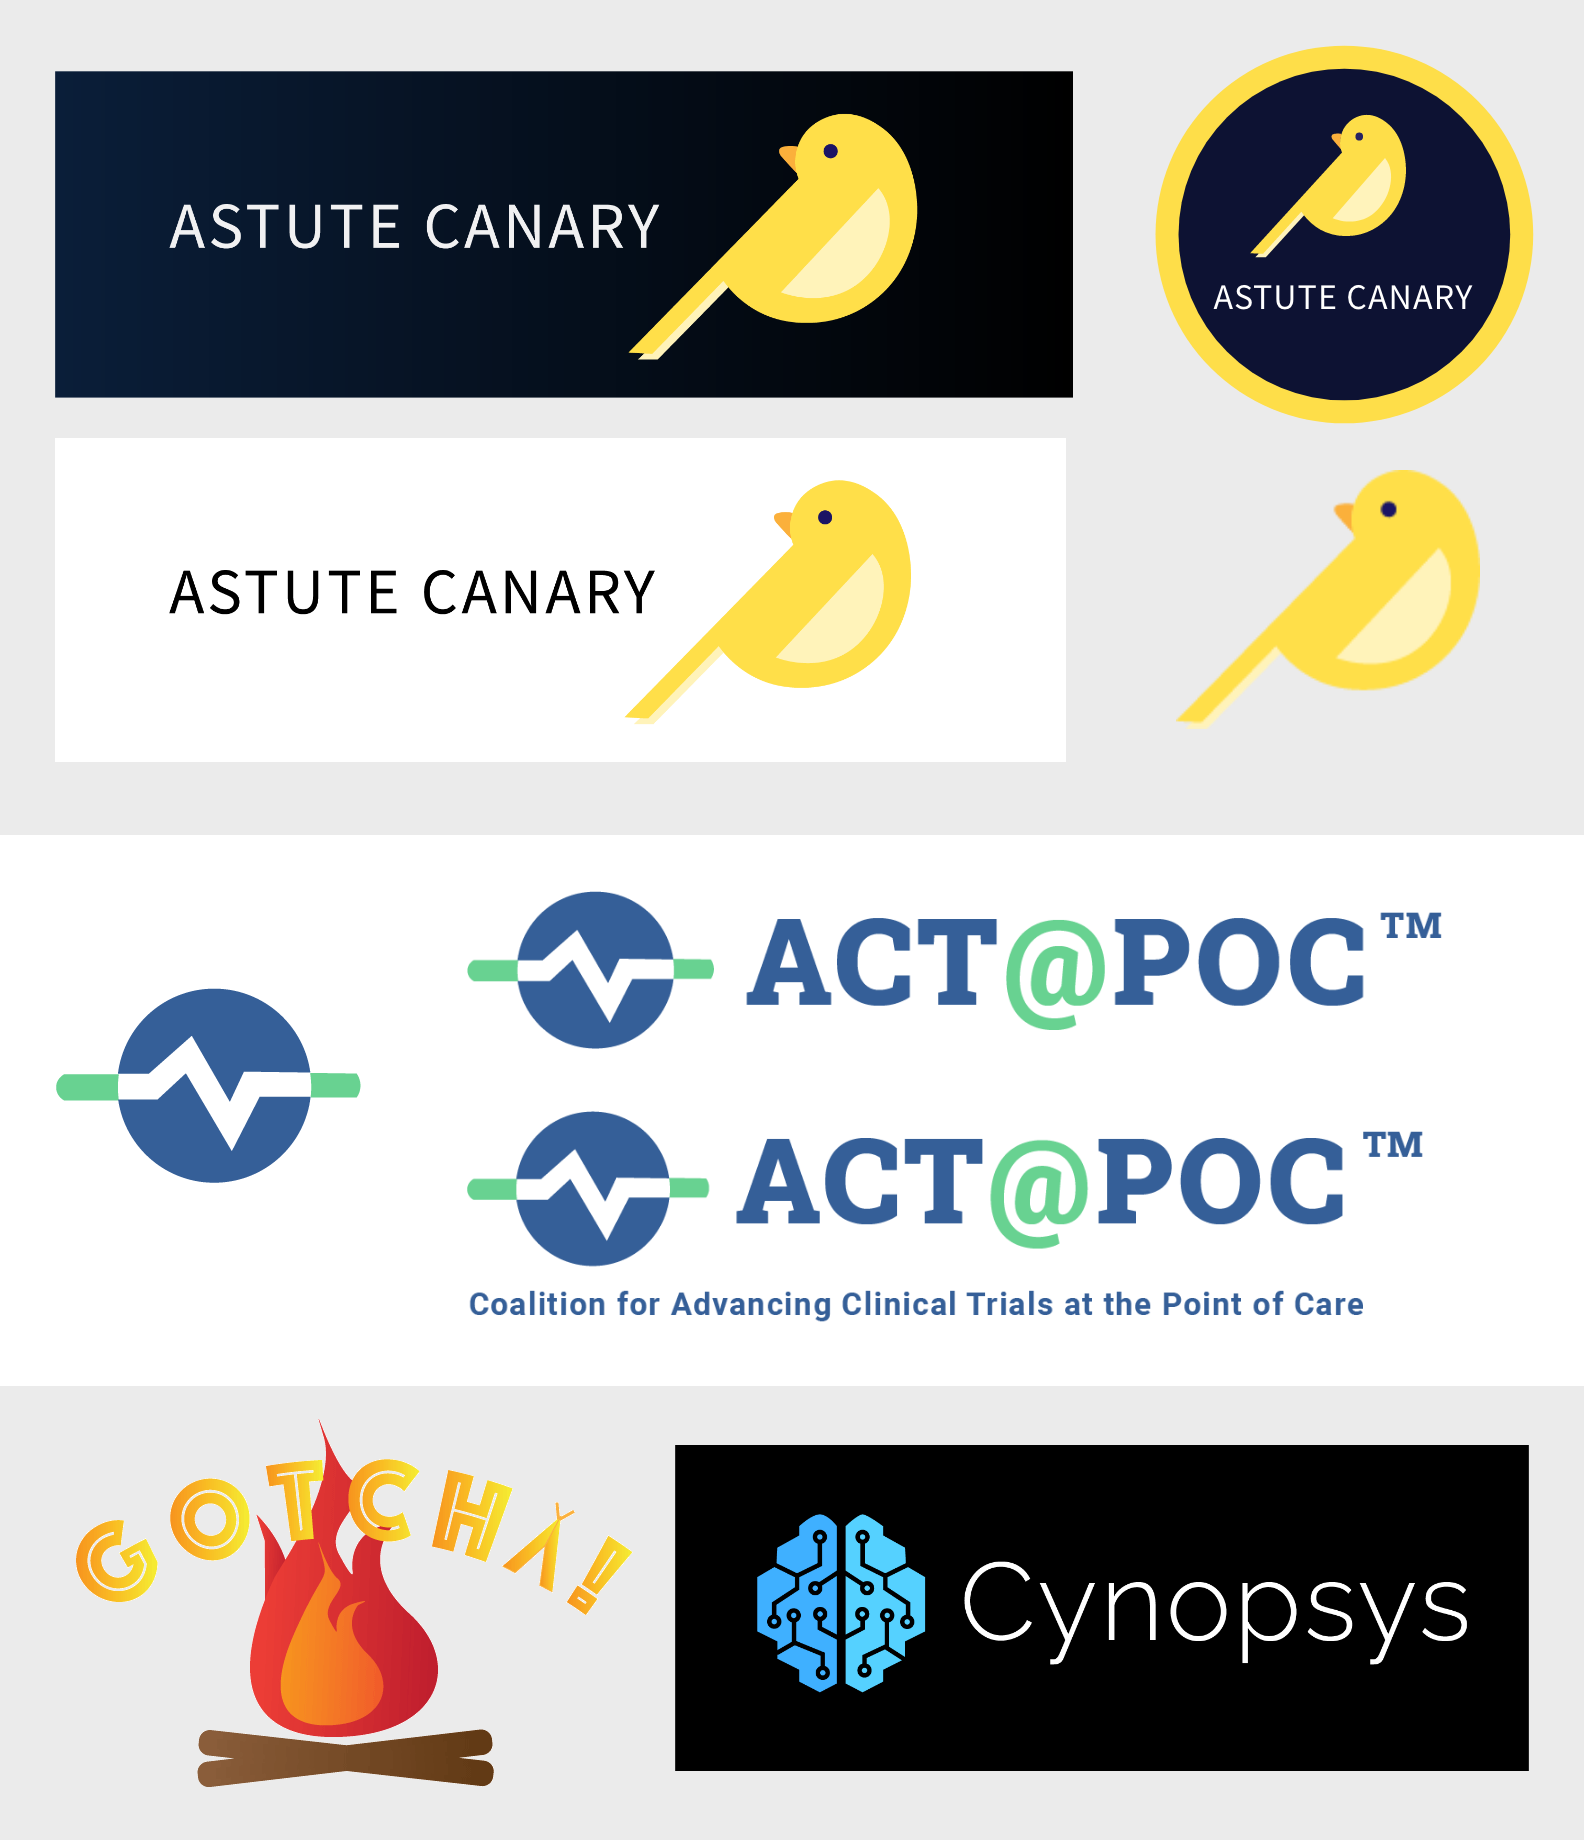 ASTUTE CANARY
ASTUTE CANARY
ASTUTE CANARY
ACT@POC™
ACT@POC™
Coalition for Advancing Clinical Trials at the Point of Care
GOTCHA!
Cynopsys